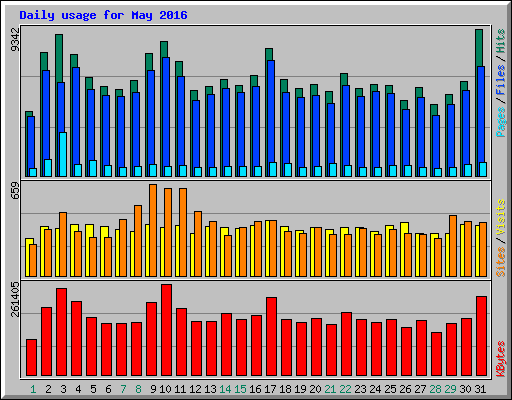 Daily usage for May 2016
9342
Pages / Files / Hits
659
Sites / Visits
261405
KBytes
1 2 3 4 5 6 7 8 9 10 11 12 13 14 15 16 17 18 19 20 21 22 23 24 25 26 27 28 29 30 31